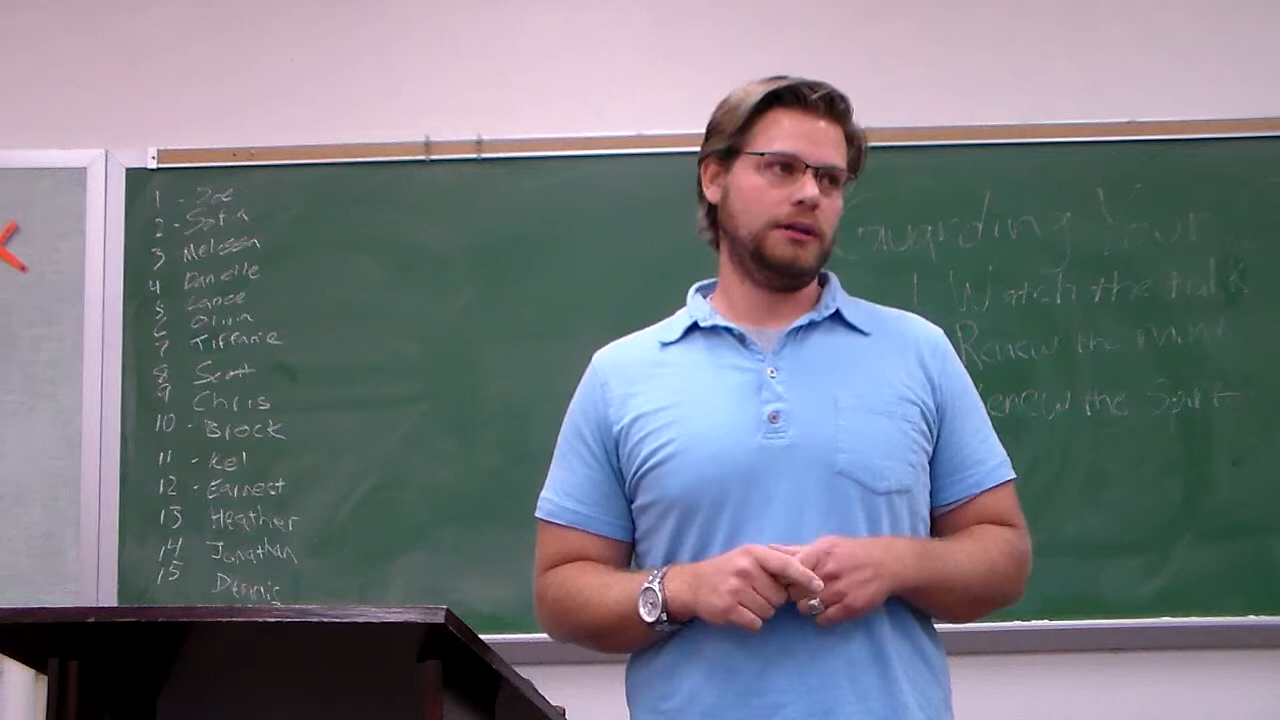 1 - Zoe
2 - Sofia
3 Melissa
4 Danielle
5 Lance
6 Olivia
7 Tiffanie
8 Scott
9 Chris
10 - Brock
11 - Kel
12 - Earnest
13 Heather
14 Jonathan
15 Dennis
Guarding Your
1 Watch the talk
Renew the mind
Renew the Spirit